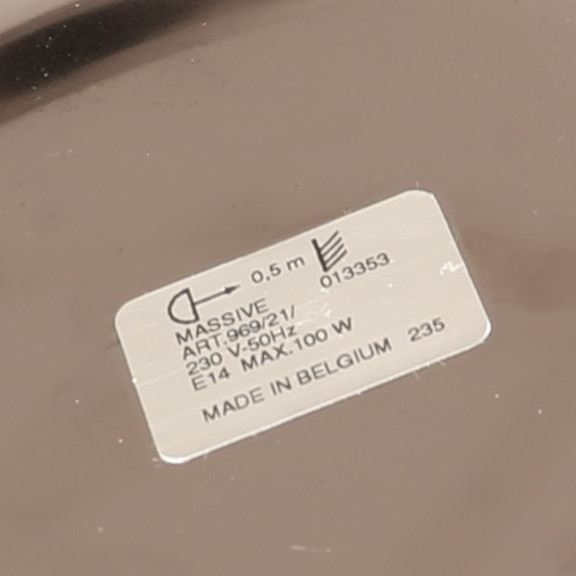 0,5 m
013353
MASSIVE
ART.969/21/
230 V-50Hz
E14 MAX.100 W
MADE IN BELGIUM 235